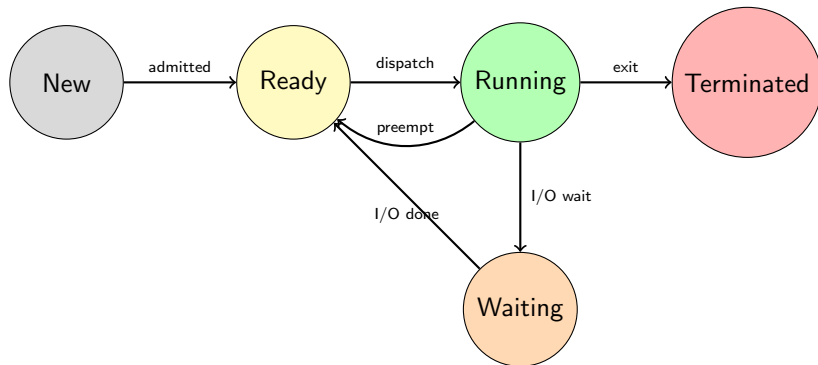 admitted
dispatch
exit
New
Ready
Running
Terminated
preempt
I/O wait
I/O done
Waiting